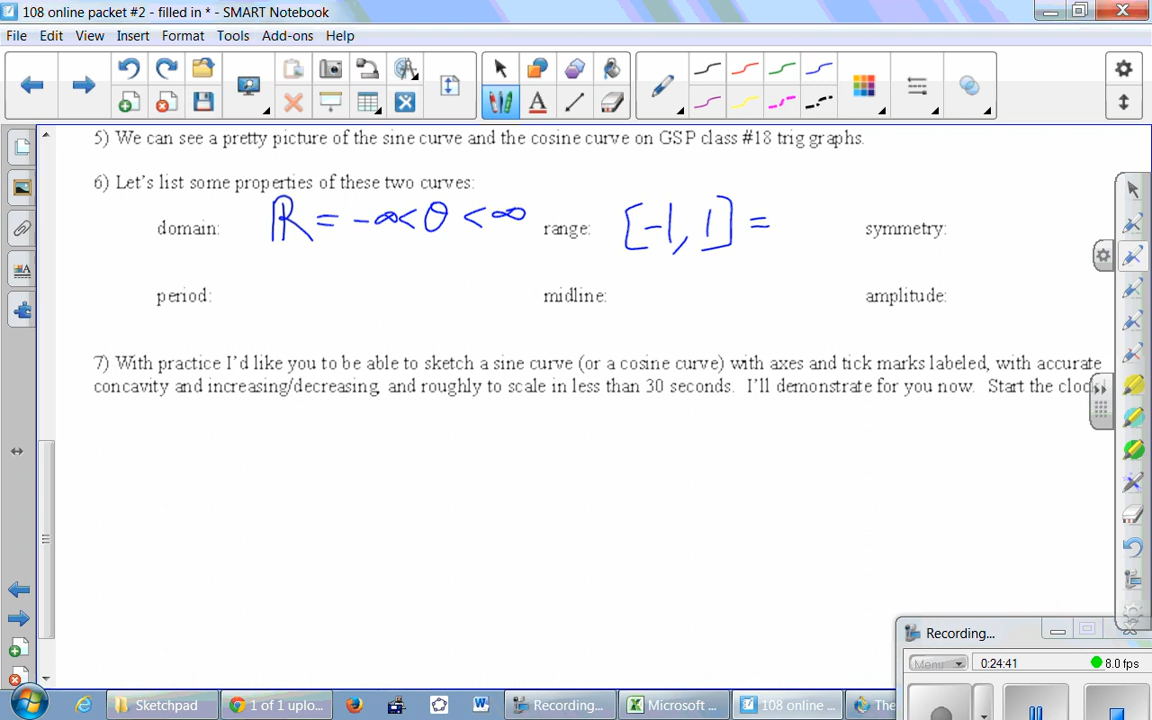 108 online packet #2 - filled in * - SMART Notebook
File Edit View Insert Format Tools Add-ons Help
5) We can see a pretty picture of the sine curve and the cosine curve on GSP class #18 trig graphs.
6) Let's list some properties of these two curves:
domain: ℝ = -∞ < θ < ∞ range: [-1, 1] = symmetry:
period: midline: amplitude:
7) With practice I'd like you to be able to sketch a sine curve (or a cosine curve) with axes and tick marks labeled, with accurate
concavity and increasing/decreasing, and roughly to scale in less than 30 seconds. I'll demonstrate for you now. Start the cloc
Recording...
Menu 0:24:41 8.0 fps
Sketchpad 1 of 1 uplo... Recording... Microsoft ... 108 online ... The